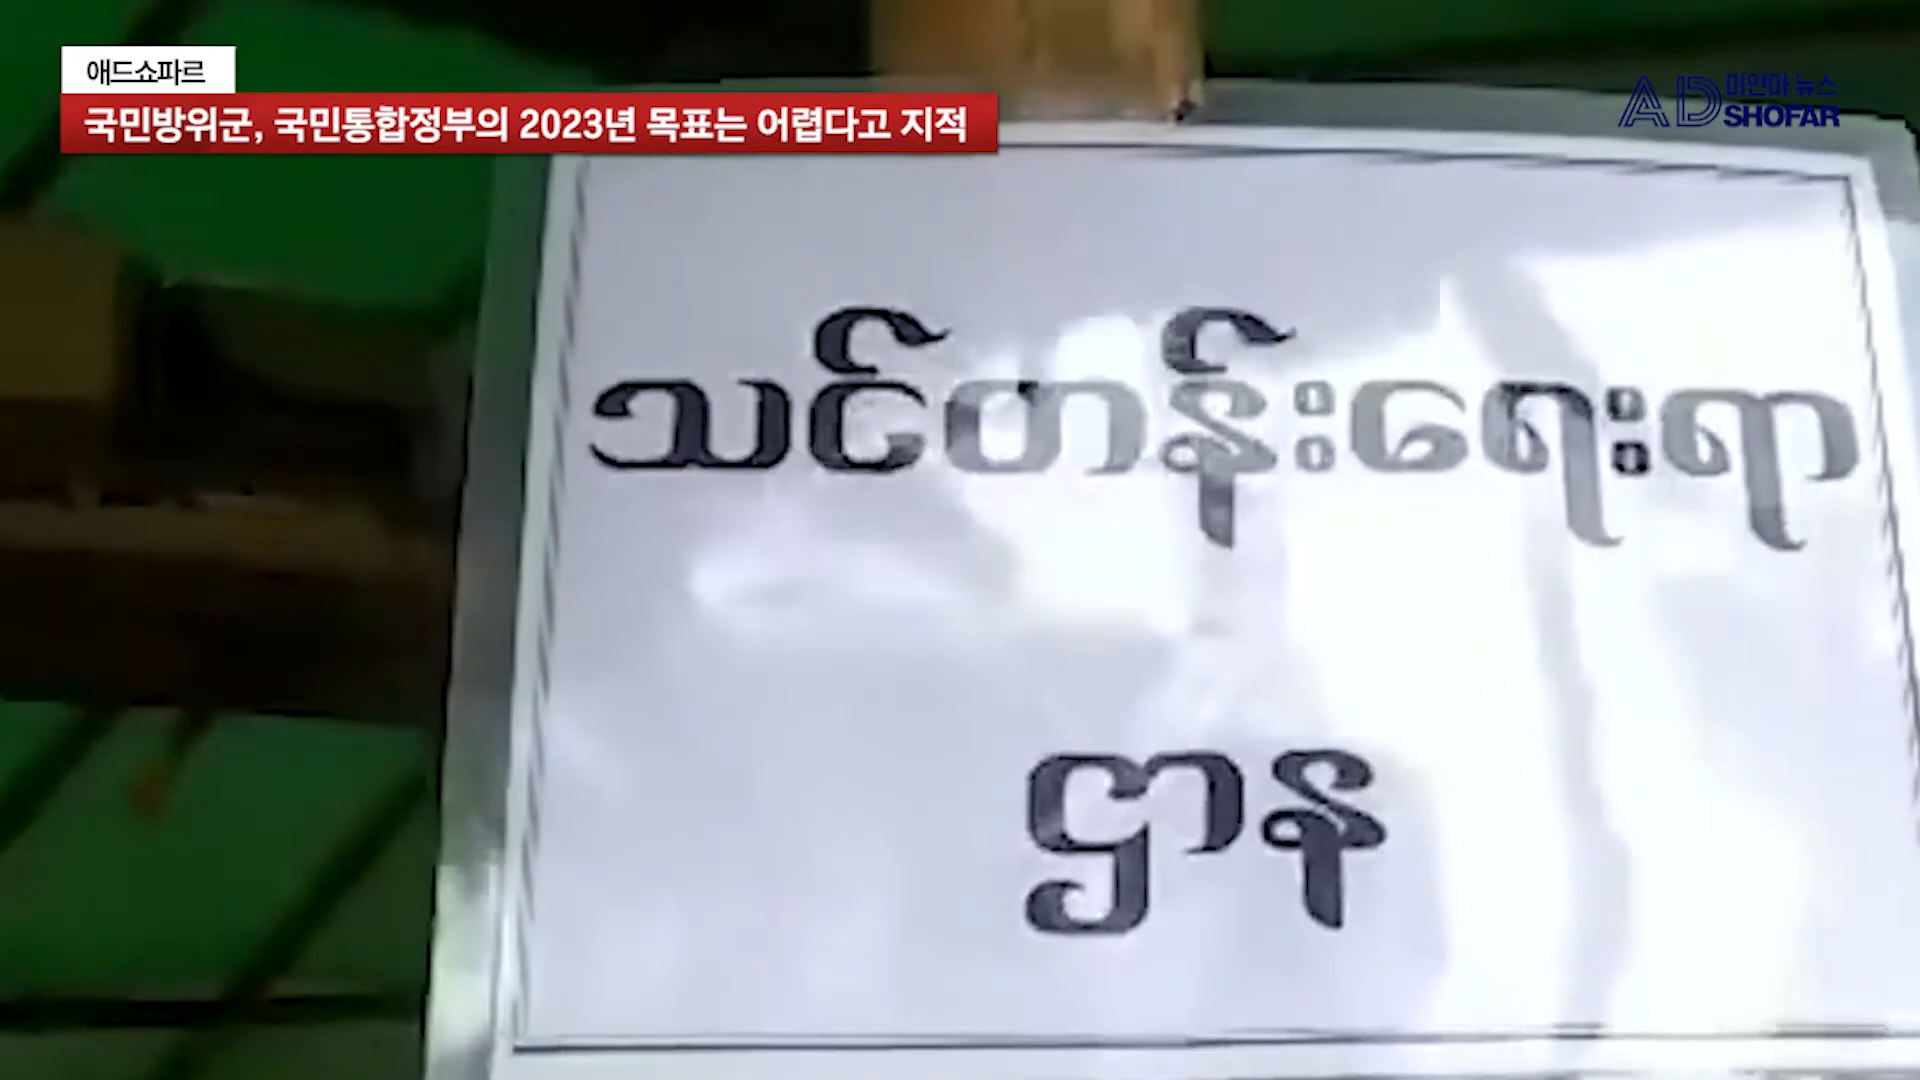 애드쇼파르
국민방위군, 국민통합정부의 2023년 목표는 어렵다고 지적
AD 미얀마 뉴스
SHOFAR
သင်တန်းရေးရာ
ဌာန